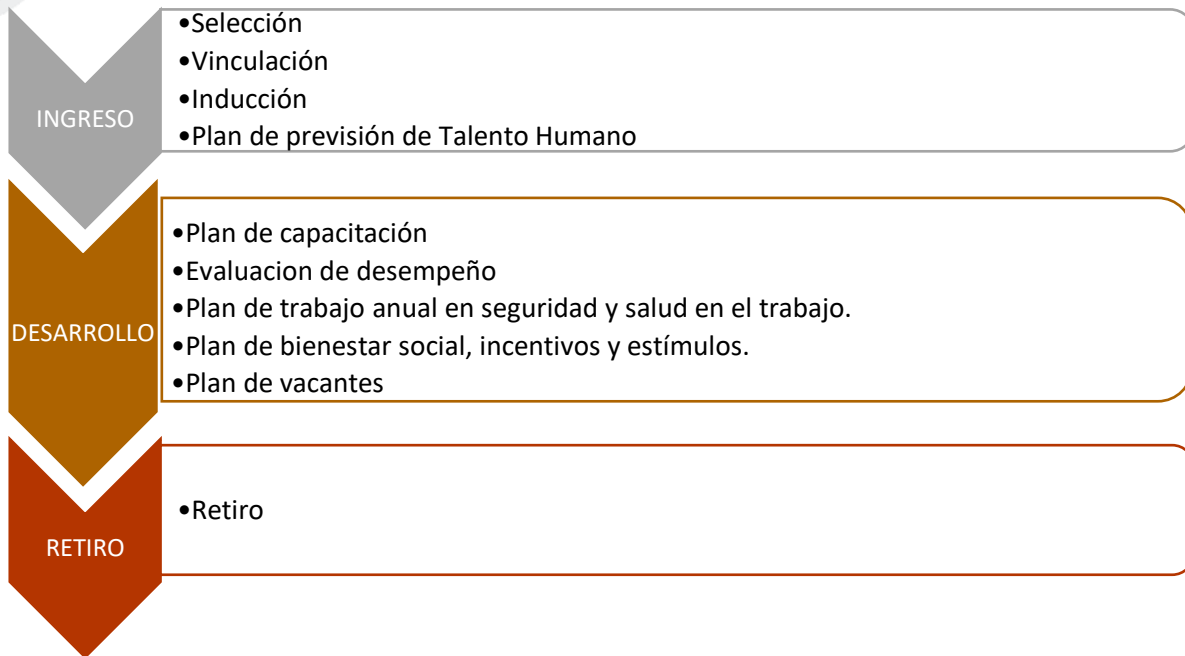 INGRESO
•Selección
•Vinculación
•Inducción
•Plan de previsión de Talento Humano
DESARROLLO
•Plan de capacitación
•Evaluacion de desempeño
•Plan de trabajo anual en seguridad y salud en el trabajo.
•Plan de bienestar social, incentivos y estímulos.
•Plan de vacantes
RETIRO
•Retiro